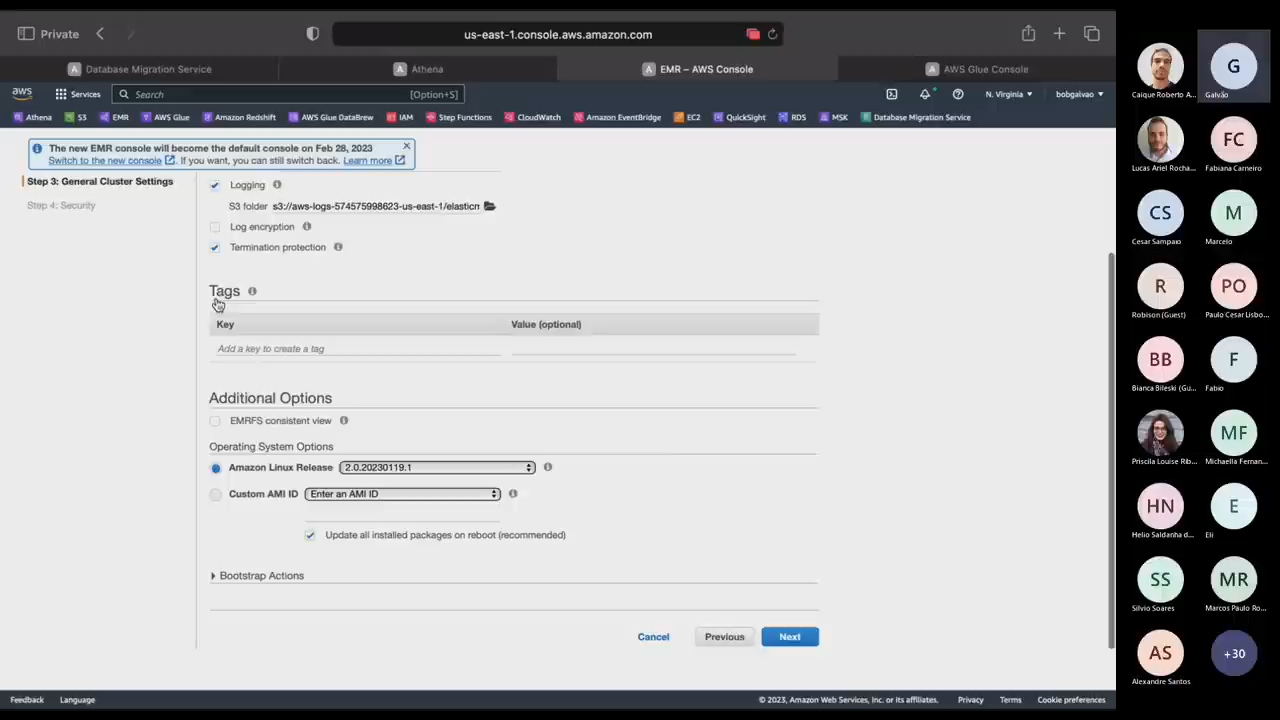 Private
us-east-1.console.aws.amazon.com
Database Migration Service
Athena
EMR – AWS Console
AWS Glue Console
aws
Services
Search
[Option+S]
N. Virginia
bobgalvao
Athena
S3
EMR
AWS Glue
Amazon Redshift
AWS Glue DataBrew
IAM
Step Functions
CloudWatch
Amazon EventBridge
EC2
QuickSight
RDS
MSK
Database Migration Service
The new EMR console will become the default console on Feb 28, 2023
Switch to the new console . If you want, you can still switch back. Learn more
Step 3: General Cluster Settings
Step 4: Security
Logging
S3 folder s3://aws-logs-574575998623-us-east-1/elasticm
Log encryption
Termination protection
Tags
Key
Value (optional)
Add a key to create a tag
Additional Options
EMRFS consistent view
Operating System Options
Amazon Linux Release 2.0.20230119.1
Custom AMI ID Enter an AMI ID
Update all installed packages on reboot (recommended)
Bootstrap Actions
Cancel
Previous
Next
Feedback
Language
© 2023, Amazon Web Services, Inc. or its affiliates.
Privacy
Terms
Cookie preferences
Caique Roberto A...
G
Galvão
Lucas Ariel Rocha...
FC
Fabiana Carneiro
CS
Cesar Sampaio
M
Marcelo
R
Robison (Guest)
PO
Paulo Cesar Lisbo...
BB
Bianca Bileski (Gu...
F
Fabio
Priscila Louise Rib...
MF
Michaella Fernan...
HN
Helio Saldanha d...
E
Eli
SS
Silvio Soares
MR
Marcos Paulo Ro...
AS
Alexandre Santos
+30